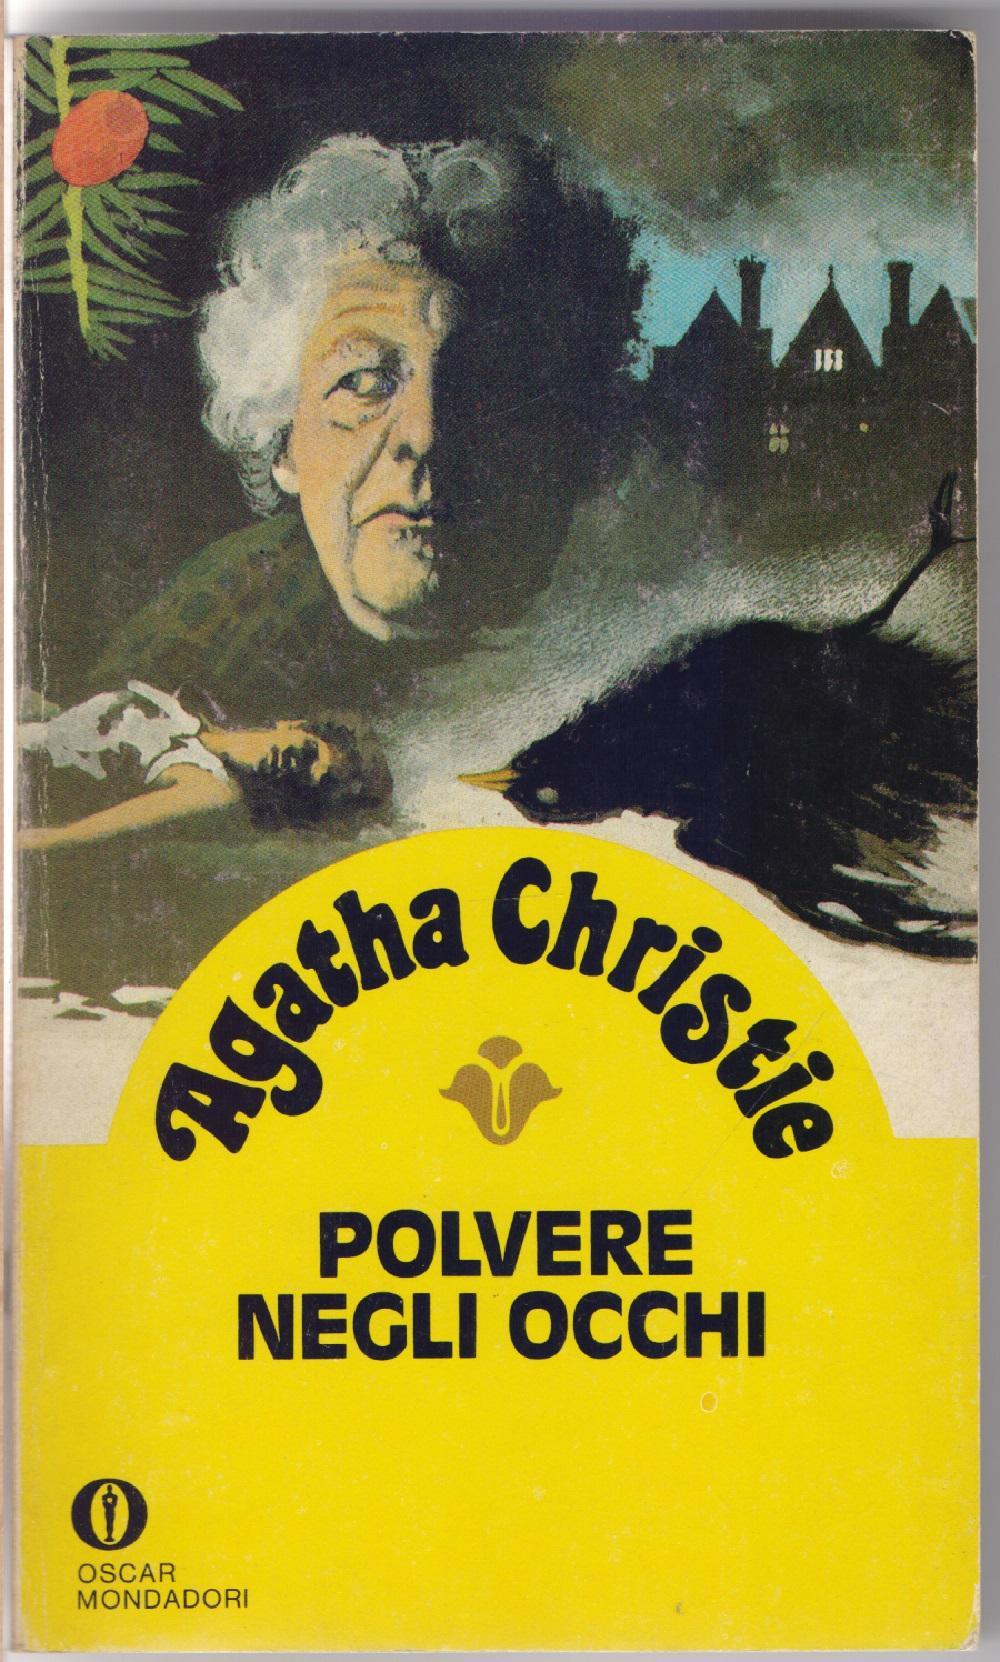 Agatha Christie
POLVERE
NEGLI OCCHI
OSCAR
MONDADORI